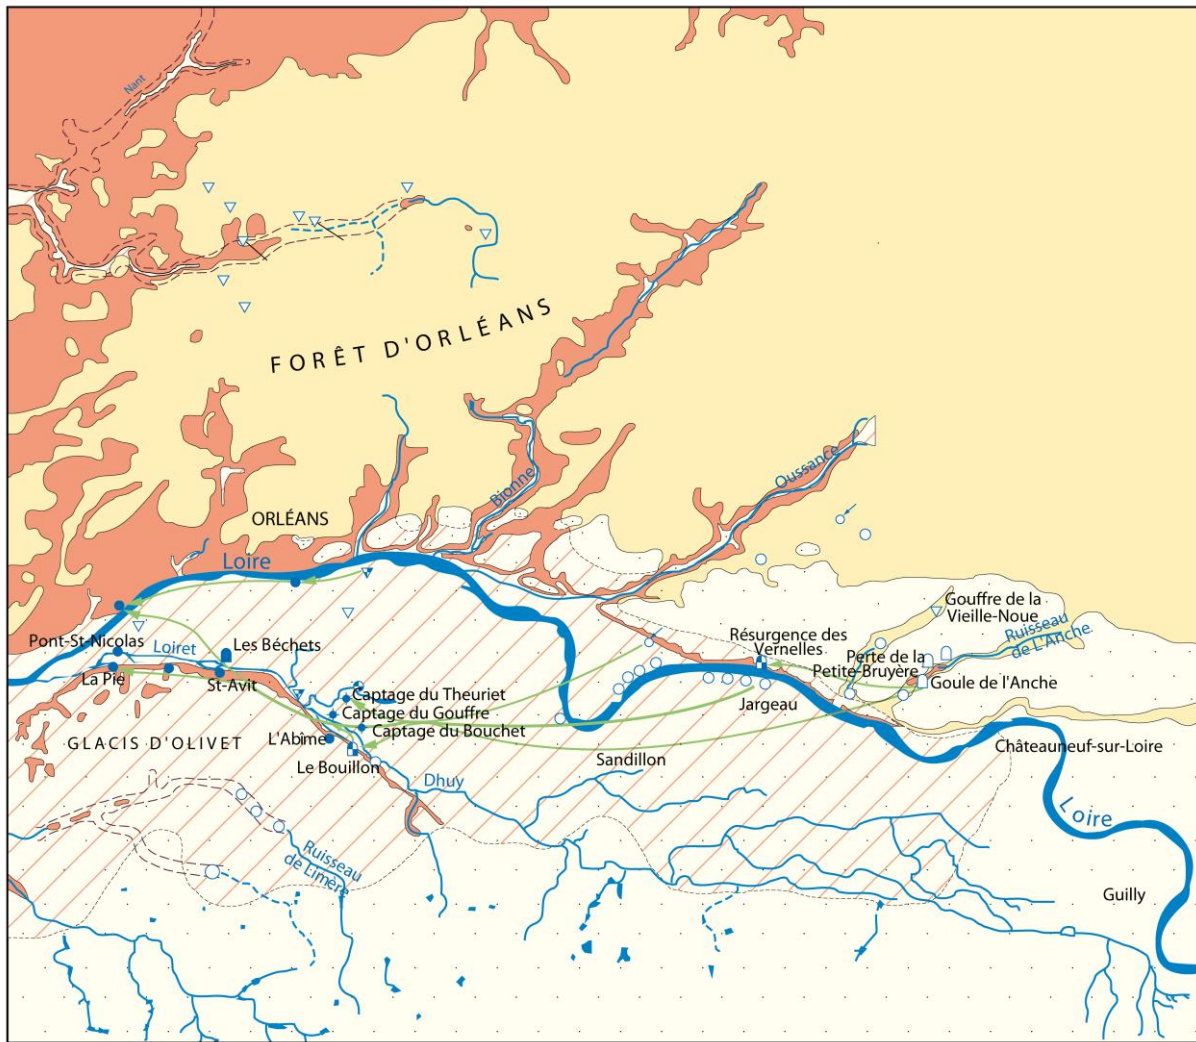 Nant
FORÊT D'ORLÉANS
Oussance
Bionne
ORLÉANS
Loire
Gouffre de la
Vieille-Noue
Ruisseau
de L'Anche
Pont-St-Nicolas
Loiret
Les Béchets
Résurgence des
Vernelles
Perte de la
Petite-Bruyère
La Pie
St-Avit
Goule de l'Anche
Captage du Theuriet
Jargeau
Captage du Gouffre
Captage du Bouchet
GLACIS D'OLIVET
L'Abîme
Le Bouillon
Sandillon
Châteauneuf-sur-Loire
Dhuy
Loire
Ruisseau
de Limère
Guilly